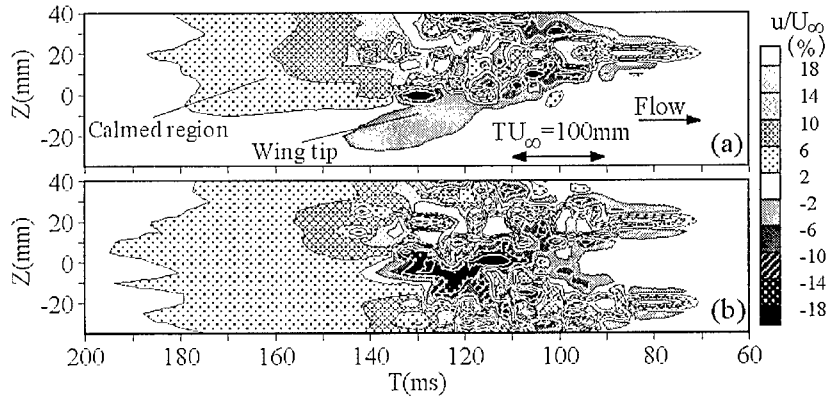 40
20
0
-20
Z(mm)
Calmed region
Wing tip
TU∞=100mm
Flow
(a)
u/U∞
(%)
18
14
10
6
2
-2
-6
-10
-14
-18
40
20
0
-20
Z(mm)
(b)
200 180 160 140 120 100 80 60
T(ms)